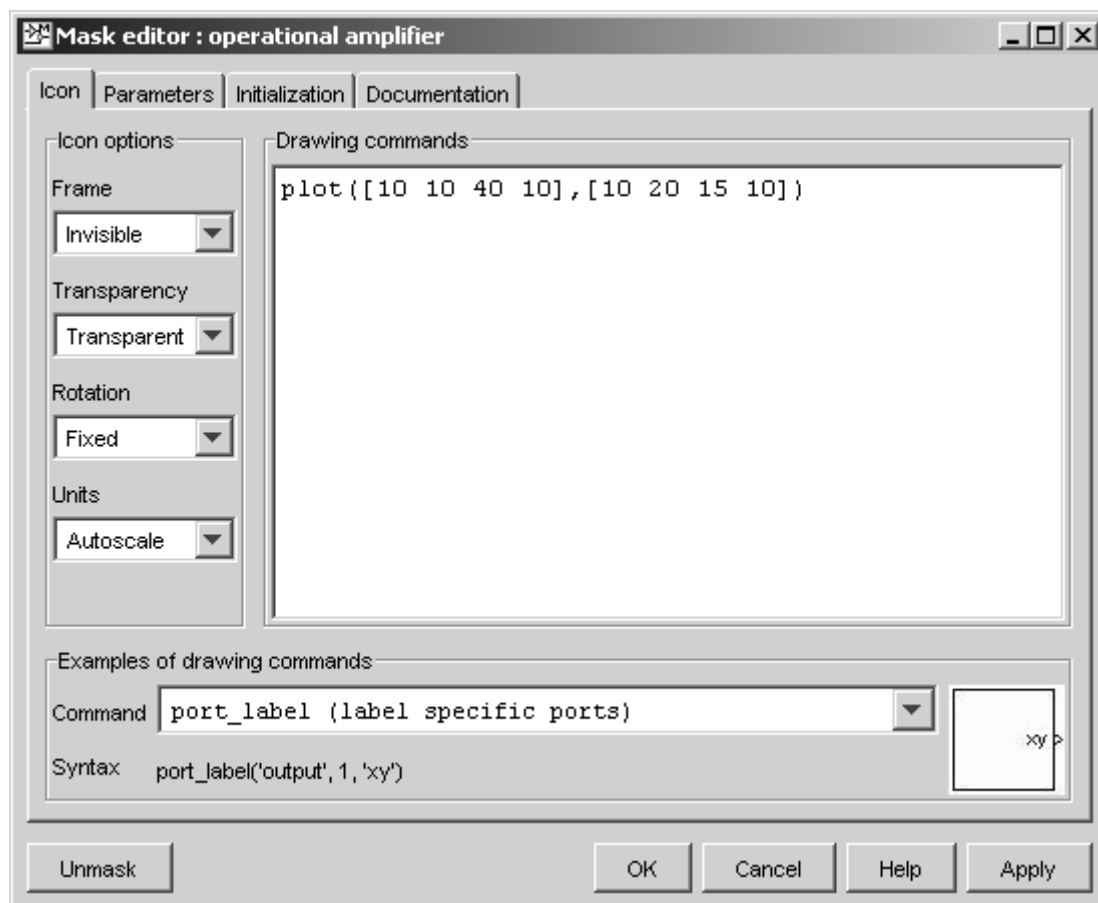 Mask editor : operational amplifier
Icon Parameters Initialization Documentation
Icon options
Frame
Invisible
Transparency
Transparent
Rotation
Fixed
Units
Autoscale
Drawing commands
plot([10 10 40 10],[10 20 15 10])
Examples of drawing commands
Command port_label (label specific ports)
Syntax port_label('output', 1, 'xy')
xy >
Unmask OK Cancel Help Apply